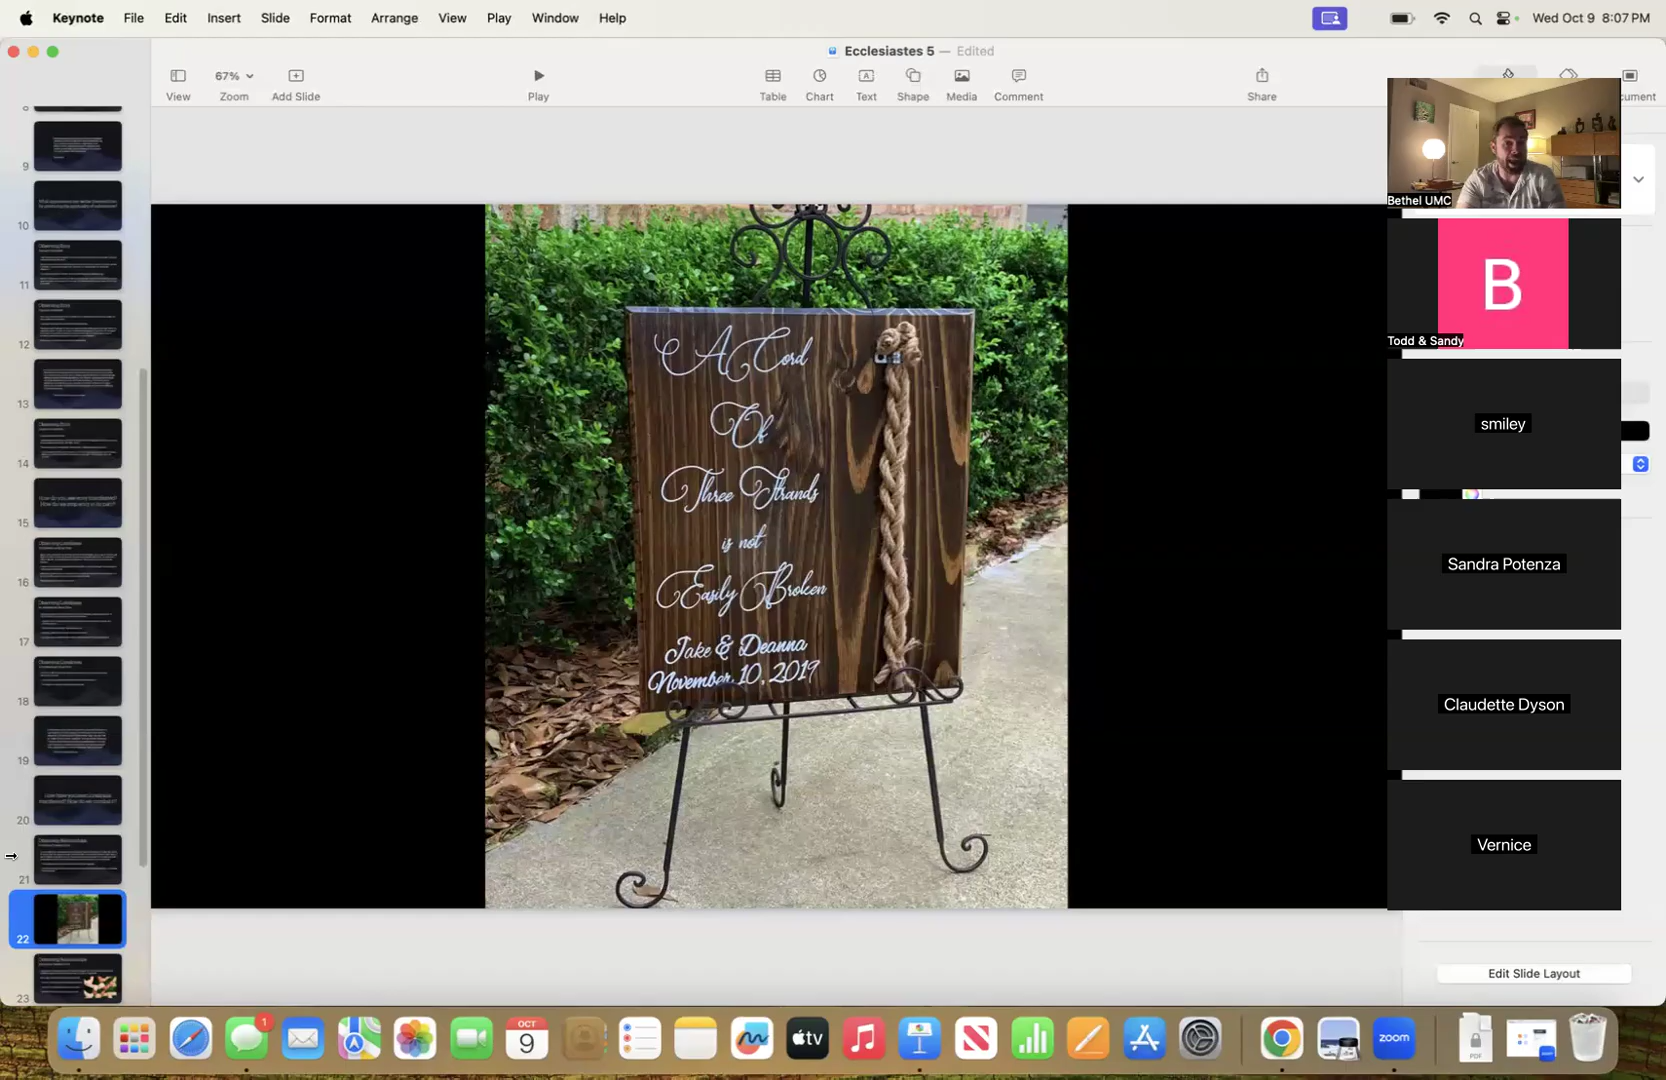 Keynote File Edit Insert Slide Format Arrange View Play Window Help Wed Oct 9 8:07 PM
Ecclesiastes 5 — Edited
67%
View Zoom Add Slide Play Table Chart Text Shape Media Comment Share
Bethel UMC
B
Todd & Sandy
smiley
Sandra Potenza
Claudette Dyson
Vernice
A Cord
Of
Three Strands
is not
Easily Broken
Jake & Deanna
November, 10, 2019
9
10
11
12
13
14
15
16
17
18
19
20
21
22
23
Edit Slide Layout
1
OCT
9
tv
zoom
PDF